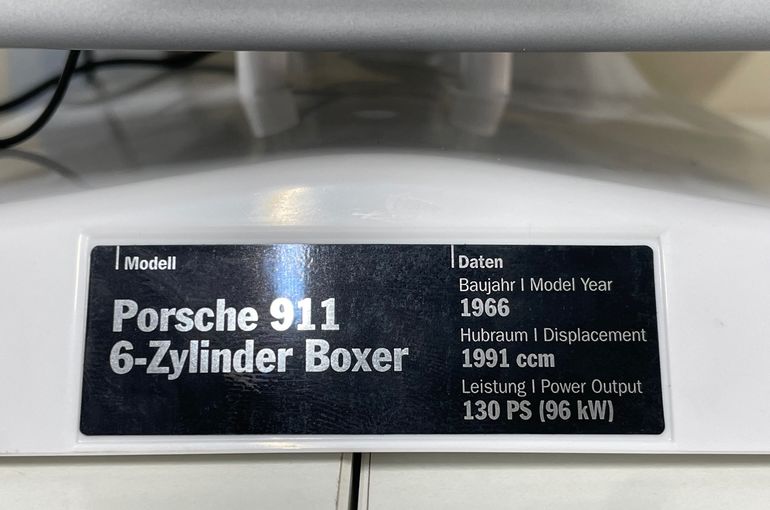 Modell
Porsche 911
6-Zylinder Boxer
Daten
Baujahr | Model Year
1966
Hubraum | Displacement
1991 ccm
Leistung | Power Output
130 PS (96 kW)